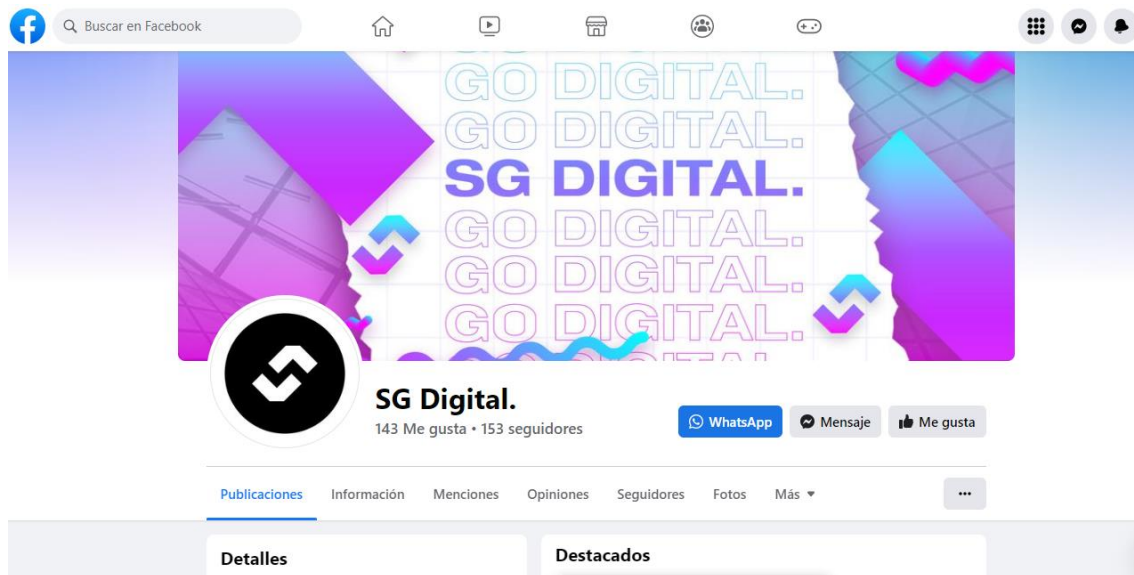 Buscar en Facebook
GO DIGITAL.
GO DIGITAL.
SG DIGITAL.
GO DIGITAL.
GO DIGITAL.
GO DIGITAL.
SG Digital.
143 Me gusta • 153 seguidores
WhatsApp Mensaje Me gusta
Publicaciones Información Menciones Opiniones Seguidores Fotos Más
Detalles
Destacados